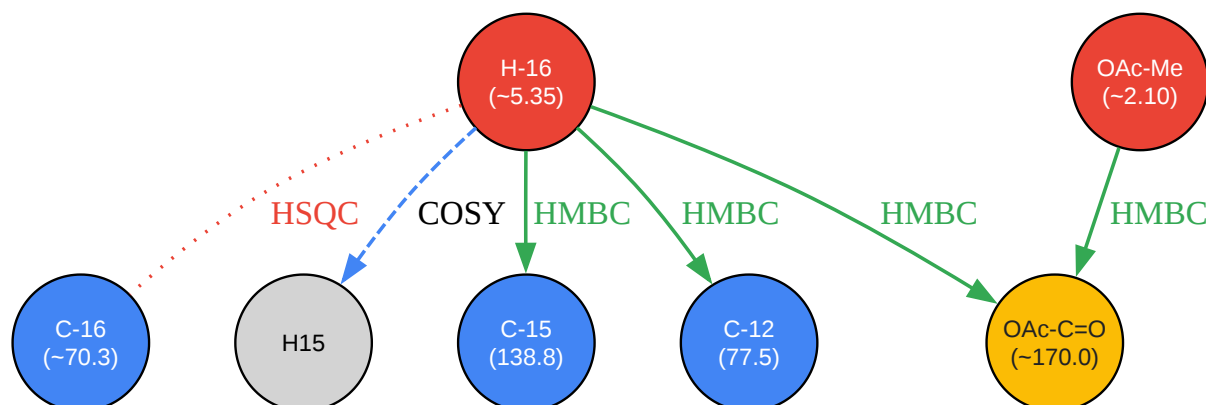 H-16
(~5.35)
OAc-Me
(~2.10)
HSQC
COSY
HMBC
HMBC
HMBC
HMBC
C-16
(~70.3)
H15
C-15
(138.8)
C-12
(77.5)
OAc-C=O
(~170.0)